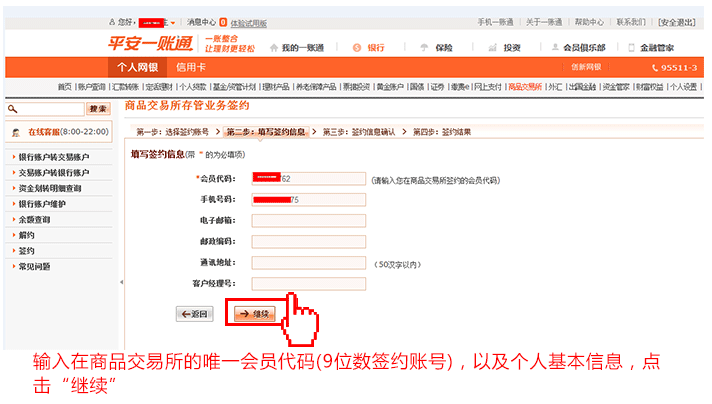 您好， 生 消息中心 0 体验试用版 手机一账通 关于一账通 帮助中心 联系我们 [安全退出]
平安一账通 一账整合 让理财更轻松 我的一账通 银行 保险 投资 会员俱乐部 金融管家
个人网银 信用卡 创新网银 95511-3
首页 账户查询 汇款转账 定活理财 个人贷款 基金/资管计划 理财产品 养老保障产品 票据投资 黄金账户 国债 证券 缴费e 网上支付 商品交易所 外汇 出国金融 资金管家 财富权益 个人设置
搜索
商品交易所存管业务签约
在线客服(8:00-22:00)
第一步：选择签约账号 第二步：填写签约信息 第三步：签约信息确认 第四步：签约结果
填写签约信息(带 * 的为必填项)
银行账户转交易账户
交易账户转银行账户
资金划转明细查询
银行账户维护
余额查询
解约
签约
常见问题
*会员代码： 62 (请输入您在商品交易所签约的会员代码)
手机号码： 75
电子邮箱：
邮政编码：
通讯地址： （50汉字以内）
客户经理号：
返回 继续
输入在商品交易所的唯一会员代码(9位数签约账号)，以及个人基本信息，点
击“继续”